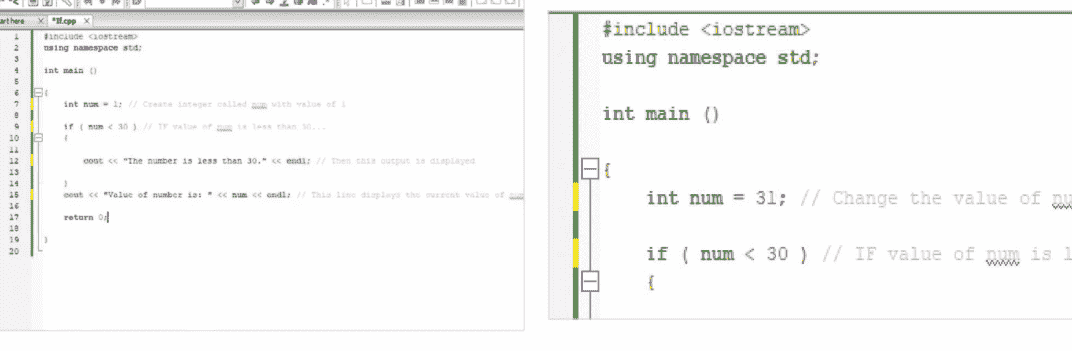 art here × *If.cpp ×
1 #include <iostream>
2 using namespace std;
3
4 int main ()
5
6 {
7 int num = 1; // Create integer called num with value of 1
8
9 if ( num < 30 ) // IF value of num is less than 30...
10 {
11
12 cout << "The number is less than 30." << endl; // Then this output is displayed
13
14 }
15 cout << "Value of number is: " << num << endl; // This line displays the current value of num
16
17 return 0;
18
19 }
20
#include <iostream>
using namespace std;
int main ()
{
int num = 31; // Change the value of nu
if ( num < 30 ) // IF value of num is l
{